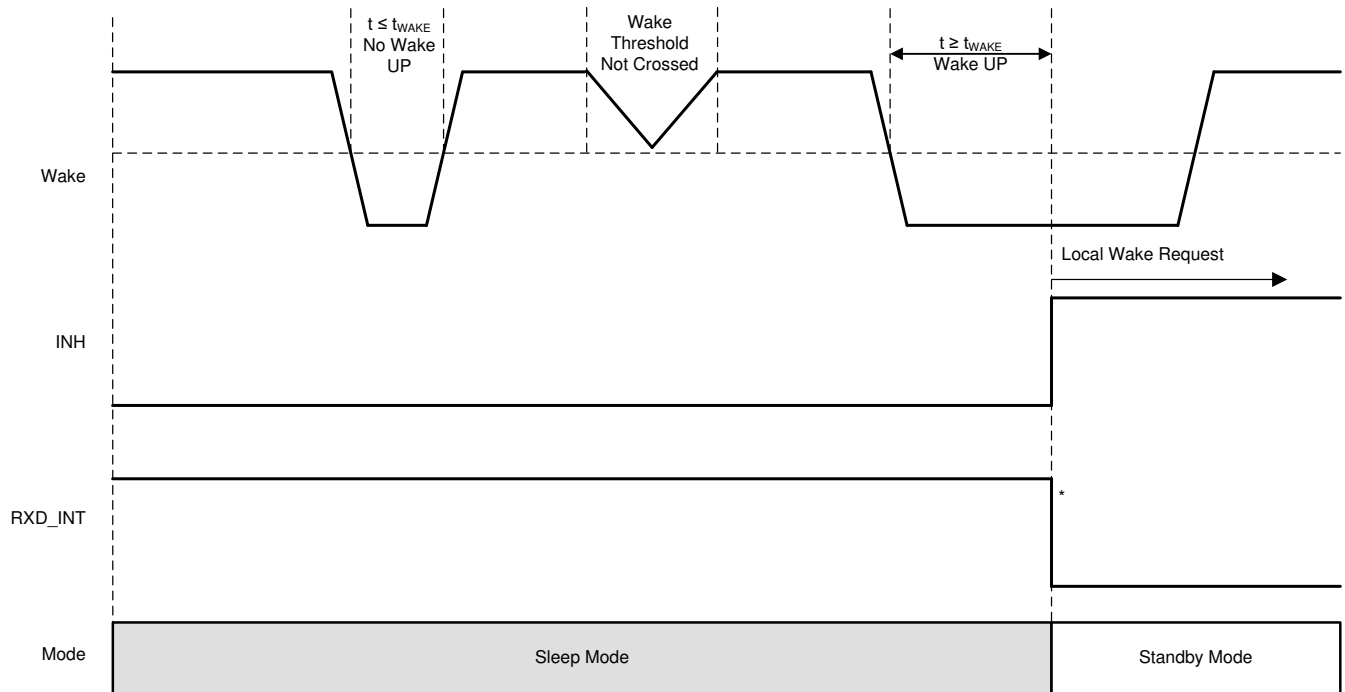 t ≤ tWAKE
No Wake
UP
Wake
Threshold
Not Crossed
t ≥ tWAKE
Wake UP
Wake
Local Wake Request
INH
*
RXD_INT
Mode
Sleep Mode
Standby Mode